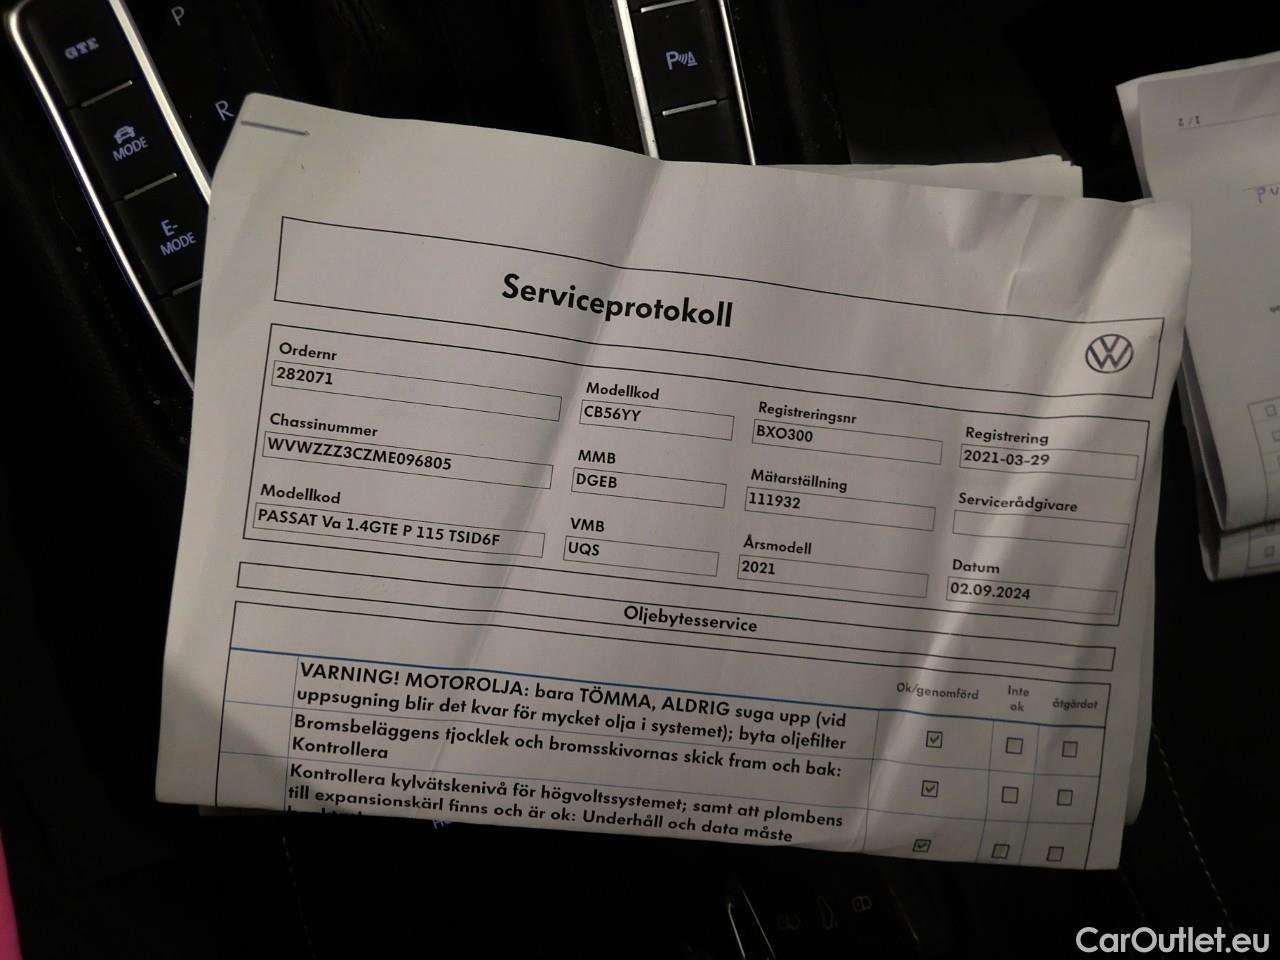 GTE
P
R
MODE
E-
MODE
P
1/2
Serviceprotokoll
Ordernr
282071
Modellkod
CB56YY
Registreringsnr
BXO300
Registrering
2021-03-29
Chassinummer
WVWZZZ3CZME096805
MMB
DGEB
Mätarställning
111932
Servicerådgivare
Modellkod
PASSAT Va 1.4GTE P 115 TSID6F
VMB
UQS
Årsmodell
2021
Datum
02.09.2024
Oljebytesservice
Ok/genomförd
Inte
ok
åtgärdat
VARNING! MOTOROLJA: bara TÖMMA, ALDRIG suga upp (vid
uppsugning blir det kvar för mycket olja i systemet); byta oljefilter
Bromsbeläggens tjocklek och bromsskivornas skick fram och bak:
Kontrollera
Kontrollera kylvätskenivå för högvoltssystemet; samt att plombens
till expansionskärl finns och är ok: Underhåll och data måste
CarOutlet.eu